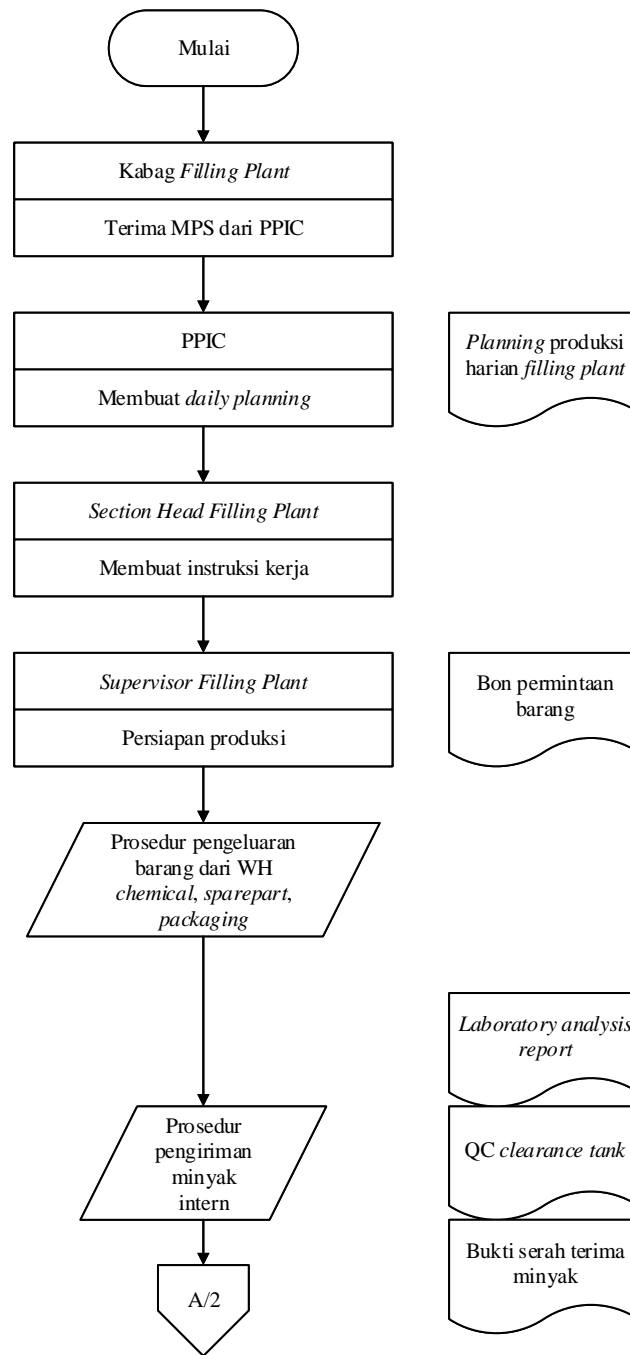 Mulai
Kabag Filling Plant
Terima MPS dari PPIC
PPIC
Membuat daily planning
Planning produksi
harian filling plant
Section Head Filling Plant
Membuat instruksi kerja
Supervisor Filling Plant
Persiapan produksi
Bon permintaan
barang
Prosedur pengeluaran
barang dari WH
chemical, sparepart,
packaging
Laboratory analysis
report
Prosedur
pengiriman
minyak
intern
QC clearance tank
Bukti serah terima
minyak
A/2